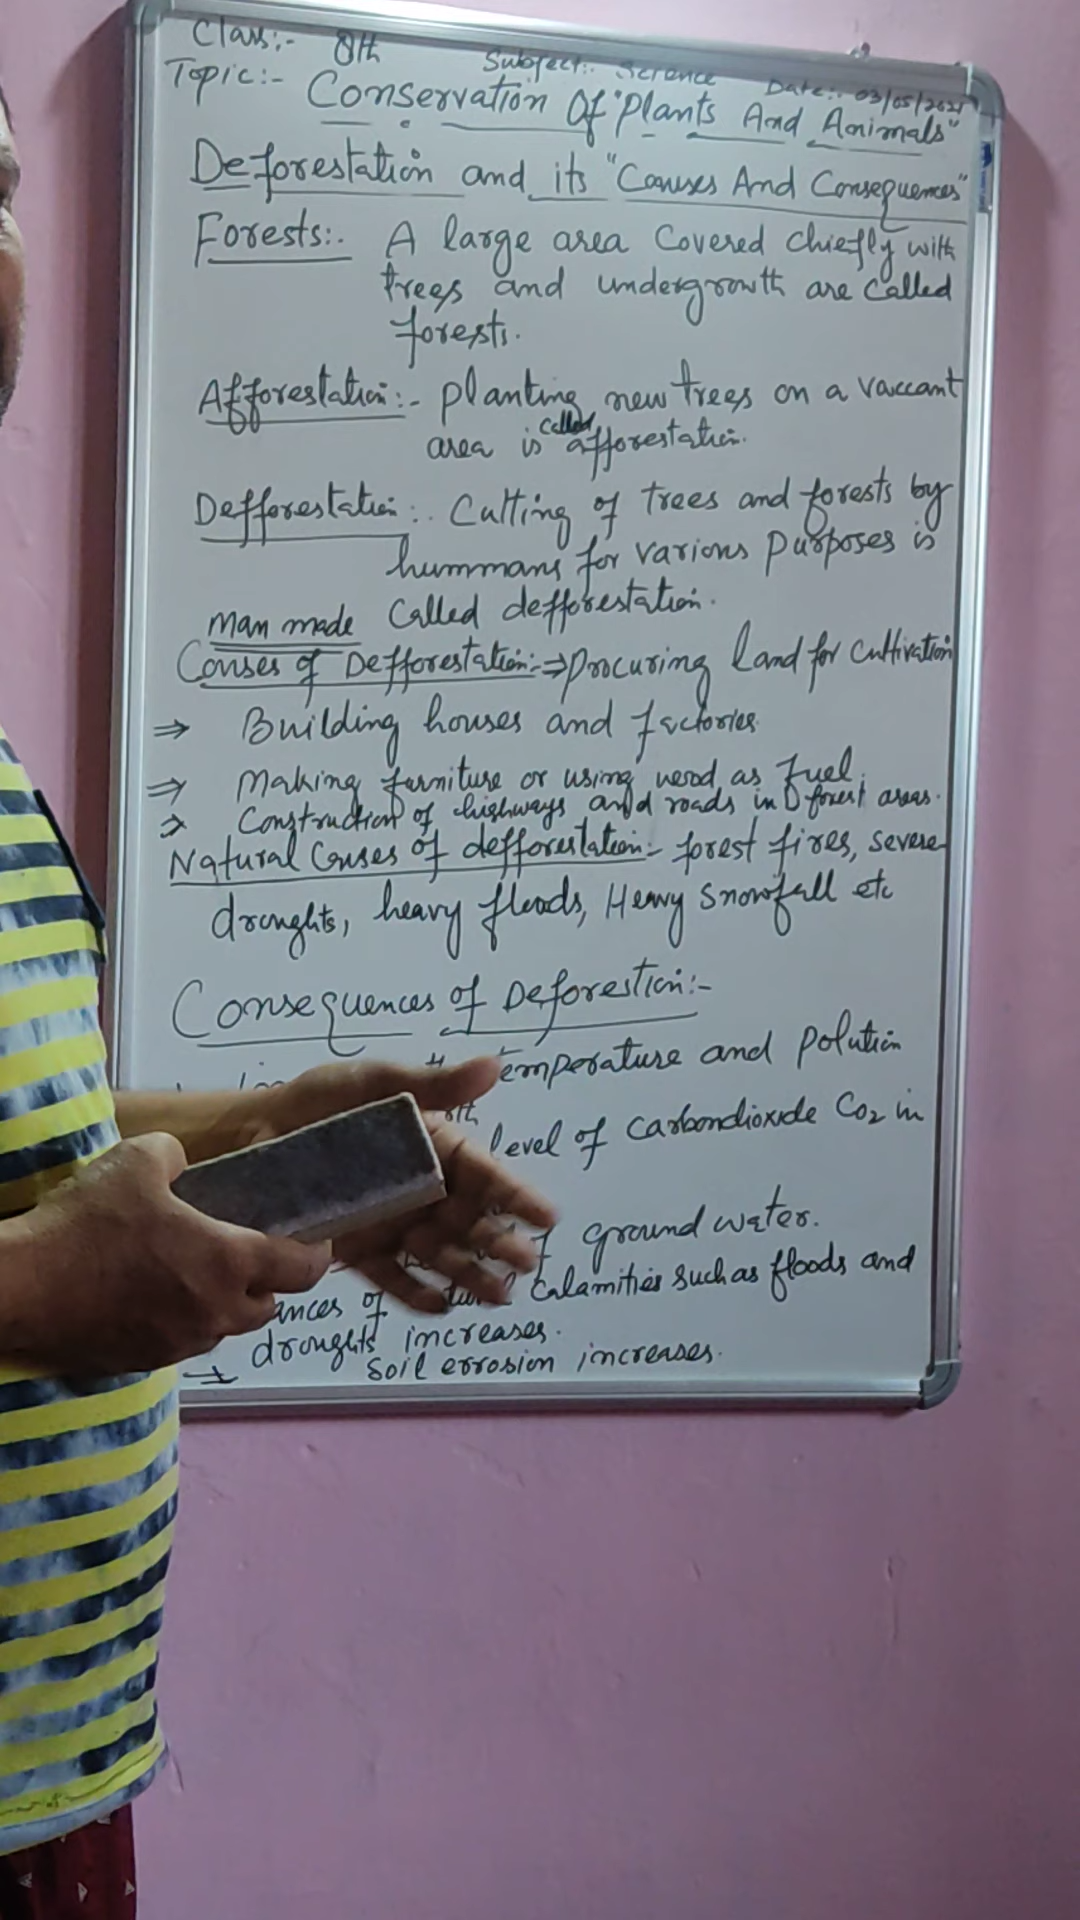 Class:- 8th Subject:- Science Date:- 03/05/2021
Topic:- Conservation Of "Plants And Animals"
Deforestation and its "Causes And Consequences"
Forests:- A large area Covered chiefly with
trees and undergrowth are Called
forests.
Afforestation:- planting new trees on a vaccant
area is called afforestation.
Defforestation:- Cutting of trees and forests by
hummans for various purposes is
Called defforestation.
Man made
Causes of Defforestation:- ⇒ procuring land for cultivation
⇒ Building houses and factories
⇒ Making furniture or using wood as fuel.
⇒ Construction of highways and roads in forest areas.
Natural Causes of defforestation:- forest fires, severe
droughts, heavy floods, Heavy Snowfall etc
Consequences of Deforestion:-
temperature and polution
level of Carbondioxide CO2 in
ground water.
calamities such as floods and
droughts increases.
→ Soil errosion increases.